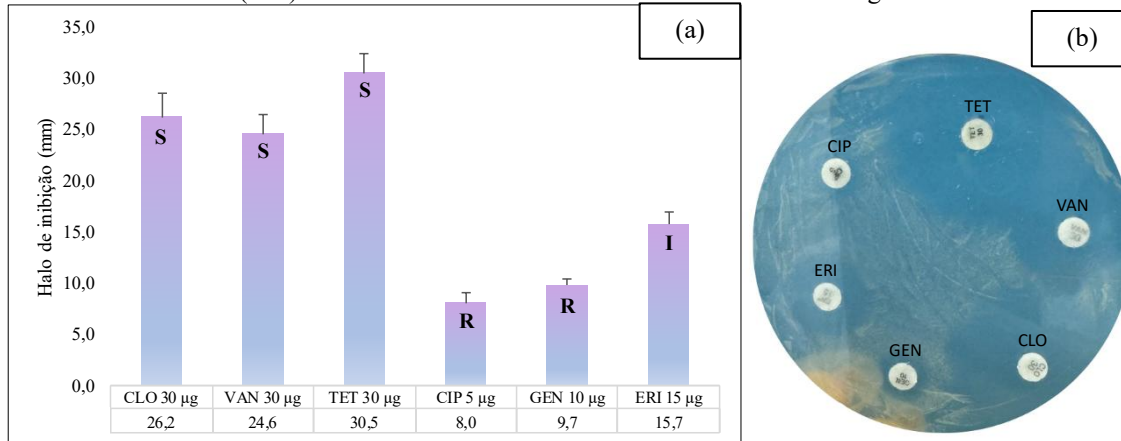 (a)
Halo de inibição (mm)
35,0
30,0
25,0
20,0
15,0
10,0
5,0
0,0
S
S
S
R
R
I
CLO 30 µg VAN 30 µg TET 30 µg CIP 5 µg GEN 10 µg ERI 15 µg
26,2 24,6 30,5 8,0 9,7 15,7
(b)
TET
CIP
VAN
ERI
CLO
GEN